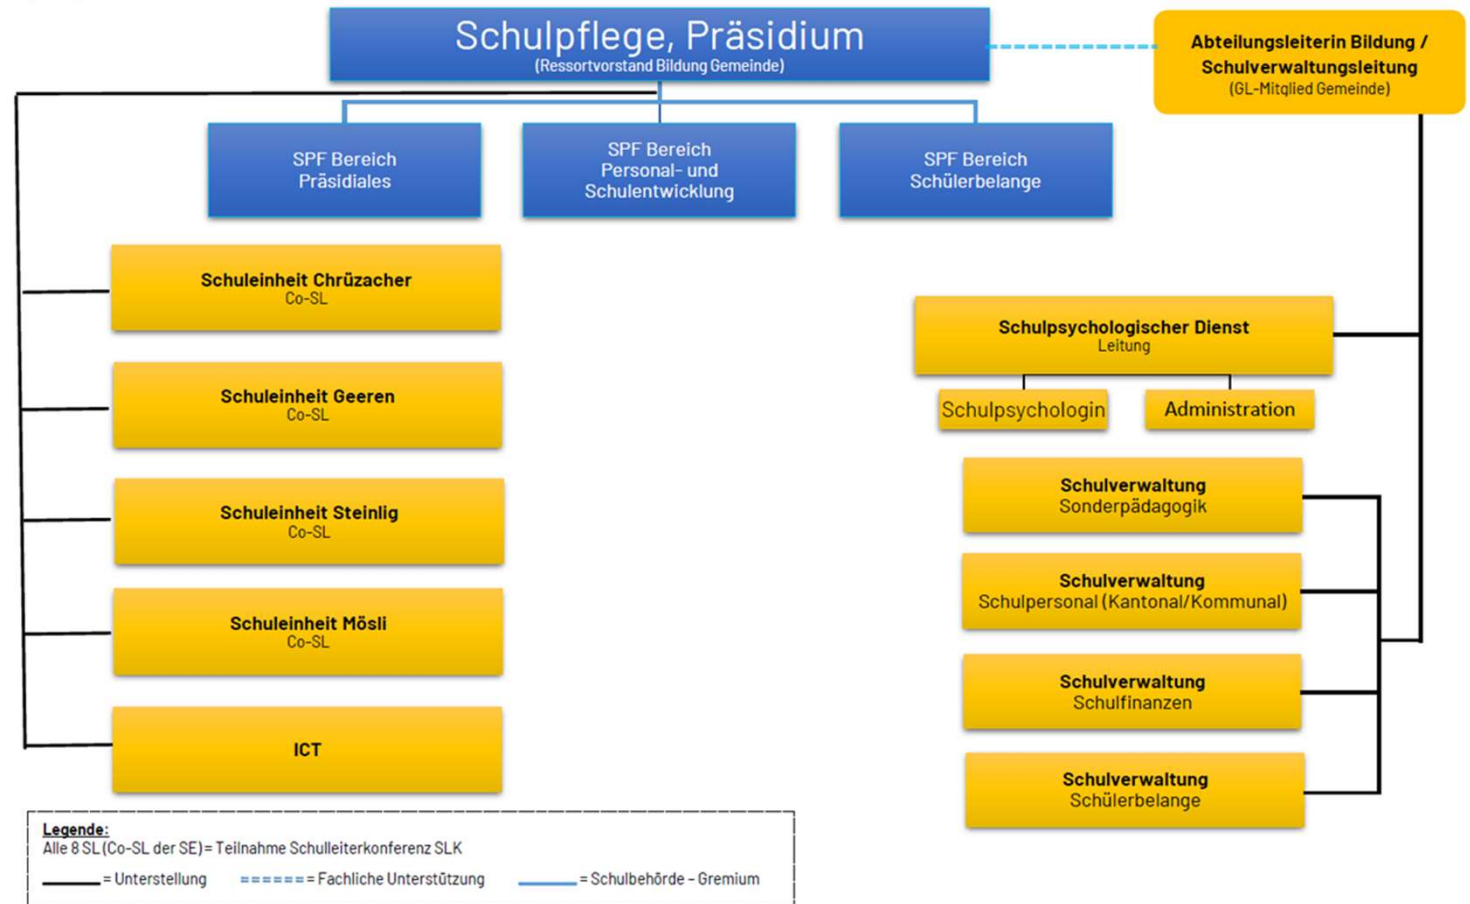 Schulpflege, Präsidium
(Ressortvorstand Bildung Gemeinde)
Abteilungsleiterin Bildung /
Schulverwaltungsleitung
(GL-Mitglied Gemeinde)
SPF Bereich
Präsidiales
SPF Bereich
Personal- und
Schulentwicklung
SPF Bereich
Schülerbelange
Schuleinheit Chrüzacher
Co-SL
Schuleinheit Geeren
Co-SL
Schuleinheit Steinlig
Co-SL
Schuleinheit Mösli
Co-SL
ICT
Schulpsychologischer Dienst
Leitung
Schulpsychologin
Administration
Schulverwaltung
Sonderpädagogik
Schulverwaltung
Schulpersonal (Kantonal/Kommunal)
Schulverwaltung
Schulfinanzen
Schulverwaltung
Schülerbelange
Legende:
Alle 8 SL (Co-SL der SE) = Teilnahme Schulleiterkonferenz SLK
= Unterstellung = Fachliche Unterstützung = Schulbehörde – Gremium